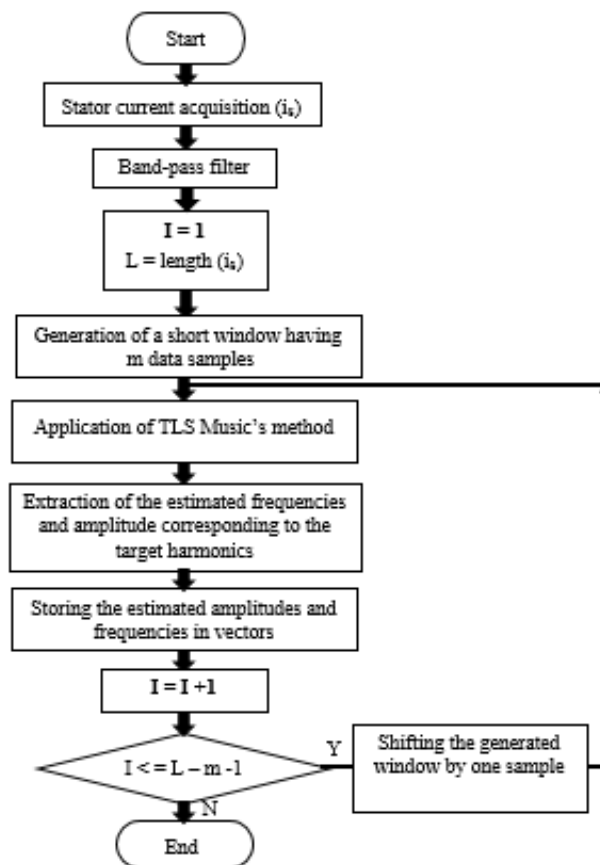 Start
Stator current acquisition (iₛ)
Band-pass filter
I = 1
L = length (iₛ)
Generation of a short window having
m data samples
Application of TLS Music's method
Extraction of the estimated frequencies
and amplitude corresponding to the
target harmonics
Storing the estimated amplitudes and
frequencies in vectors
I = I +1
I < = L – m -1
Y
Shifting the generated
window by one sample
N
End